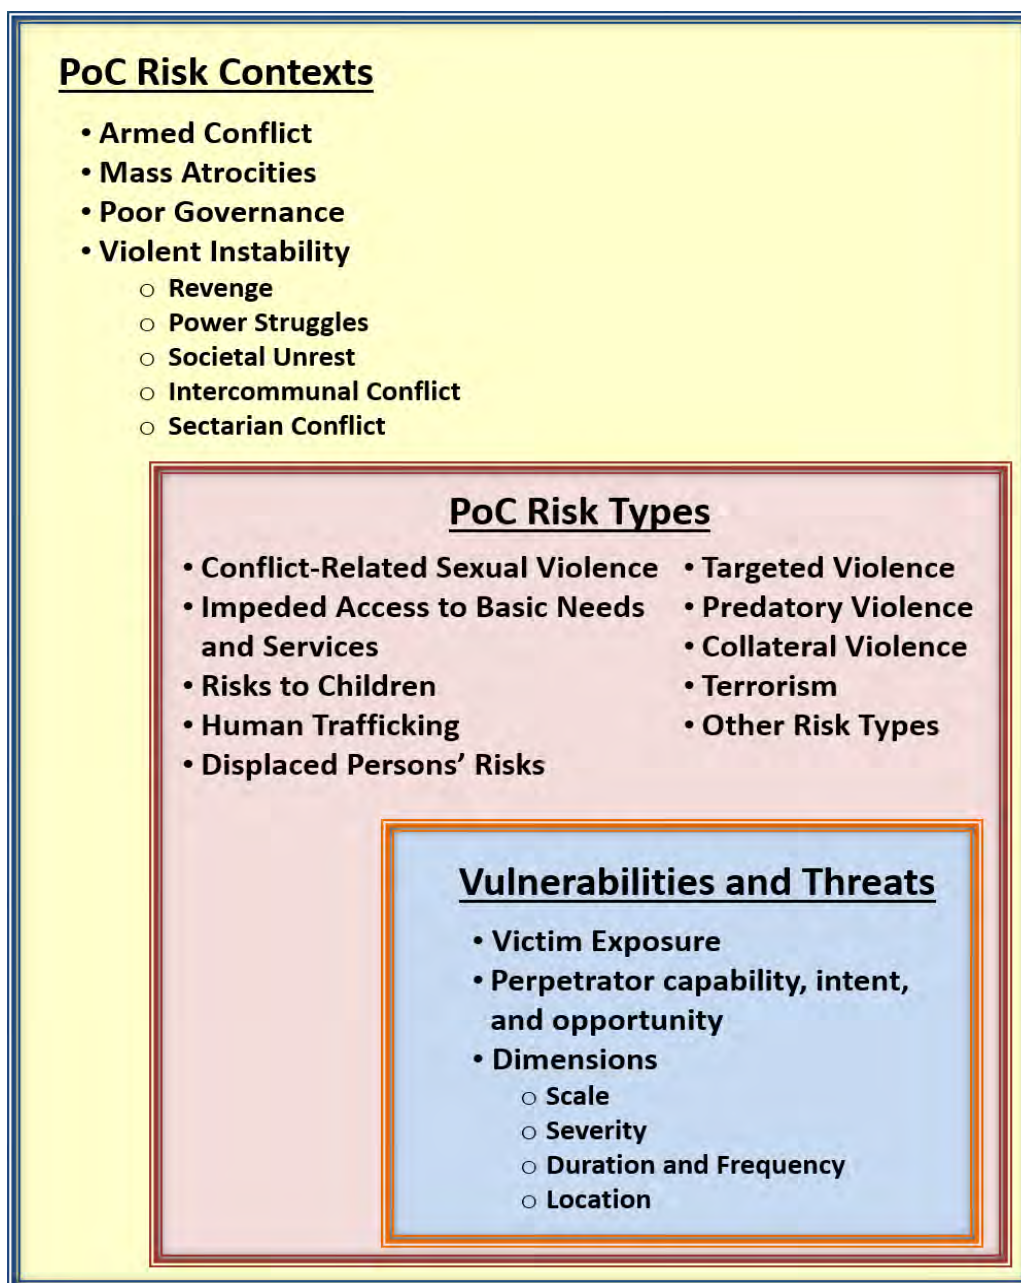 PoC Risk Contexts
• Armed Conflict
• Mass Atrocities
• Poor Governance
• Violent Instability
o Revenge
o Power Struggles
o Societal Unrest
o Intercommunal Conflict
o Sectarian Conflict
PoC Risk Types
• Conflict-Related Sexual Violence
• Impeded Access to Basic Needs
and Services
• Risks to Children
• Human Trafficking
• Displaced Persons’ Risks
• Targeted Violence
• Predatory Violence
• Collateral Violence
• Terrorism
• Other Risk Types
Vulnerabilities and Threats
• Victim Exposure
• Perpetrator capability, intent,
and opportunity
• Dimensions
o Scale
o Severity
o Duration and Frequency
o Location